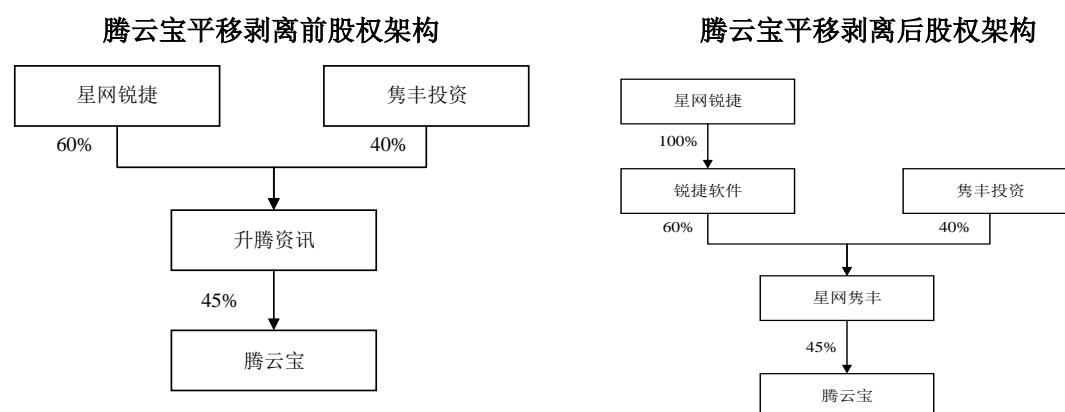 腾云宝平移剥离前股权架构
星网锐捷
隽丰投资
60%
40%
升腾资讯
45%
腾云宝
腾云宝平移剥离后股权架构
星网锐捷
100%
锐捷软件
隽丰投资
60%
40%
星网隽丰
45%
腾云宝